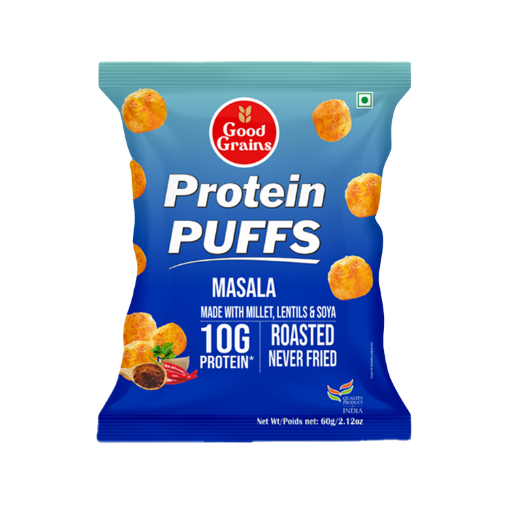 Good
Grains
Protein
PUFFS
MASALA
MADE WITH MILLET, LENTILS & SOYA
10G
PROTEIN*
ROASTED
NEVER FRIED
QUALITY
PRODUCT
INDIA
Net Wt/Poids net: 60g/2.12oz